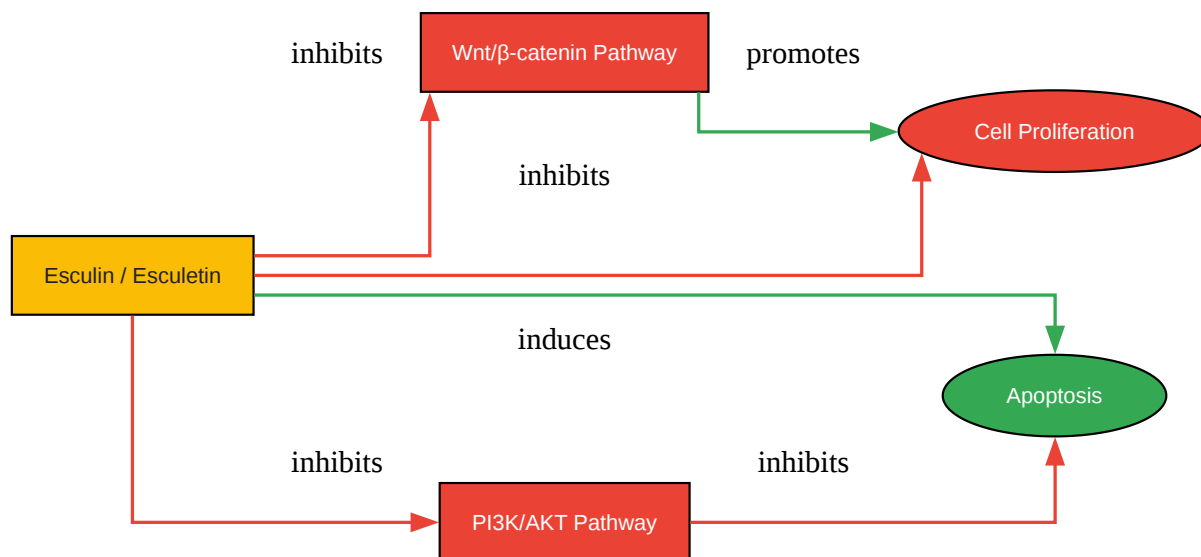 inhibits
Wnt/β-catenin Pathway
promotes
Cell Proliferation
inhibits
Esculin / Esculetin
induces
Apoptosis
inhibits
inhibits
PI3K/AKT Pathway